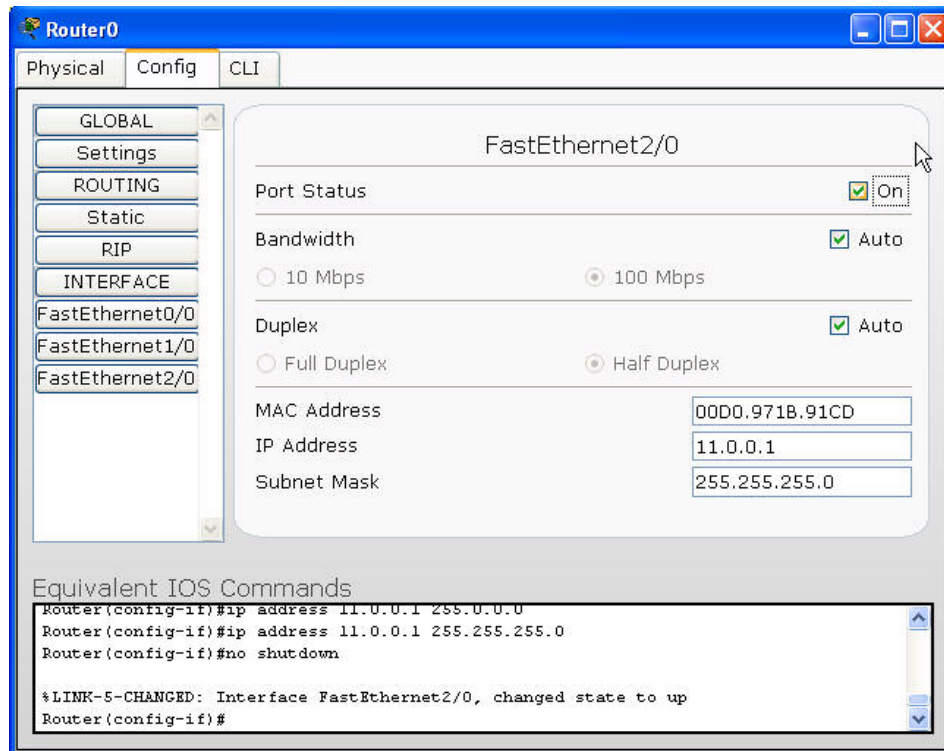 Router0
Physical Config CLI
GLOBAL
Settings
ROUTING
Static
RIP
INTERFACE
FastEthernet0/0
FastEthernet1/0
FastEthernet2/0
FastEthernet2/0
Port Status On
Bandwidth Auto
10 Mbps 100 Mbps
Duplex Auto
Full Duplex Half Duplex
MAC Address 00D0.971B.91CD
IP Address 11.0.0.1
Subnet Mask 255.255.255.0
Equivalent IOS Commands
Router(config-if)#ip address 11.0.0.1 255.0.0.0
Router(config-if)#ip address 11.0.0.1 255.255.255.0
Router(config-if)#no shutdown
%LINK-5-CHANGED: Interface FastEthernet2/0, changed state to up
Router(config-if)#